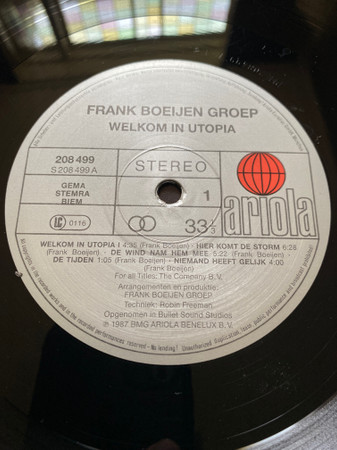 FRANK BOEIJEN GROEP
WELKOM IN UTOPIA
208 499
S 208 499 A
STEREO
GEMA
STEMRA
BIEM
1
LC 0116
33 1/3
ariola
WELKOM IN UTOPIA I 4:35 (Frank Boeijen) · HIER KOMT DE STORM 6:28
(Frank Boeijen) · DE WIND NAM HEM MEE 5:22 (Frank Boeijen) ·
DE TIJDEN 1:05 (Frank Boeijen) · NIEMAND HEEFT GELIJK 4:00
(Frank Boeijen)
For all Titles: The Company B.V.
Arrangementen en produktie:
FRANK BOEIJEN GROEP
Techniek: Robin Freeman
Opgenomen in Bullet Sound Studios
℗ 1987 BMG ARIOLA BENELUX B.V.